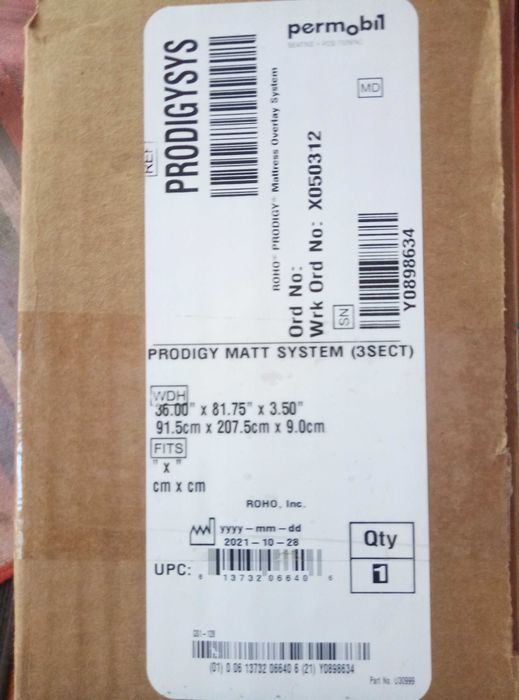 permobil
SEATING + POSITIONING
MD
REF
PRODIGYSYS
ROHO® PRODIGY® Mattress Overlay System
Ord No:
Wrk Ord No: X050312
SN
Y0898634
PRODIGY MATT SYSTEM (3SECT)
WDH
36.00" x 81.75" x 3.50"
91.5cm x 207.5cm x 9.0cm
FITS
" x "
cm x cm
ROHO, Inc.
yyyy-mm-dd
2021-10-28
Qty
1
UPC:
6 13732 06640 6
(01) 0 06 13732 06640 6 (21) Y0898634
Part No. U30999